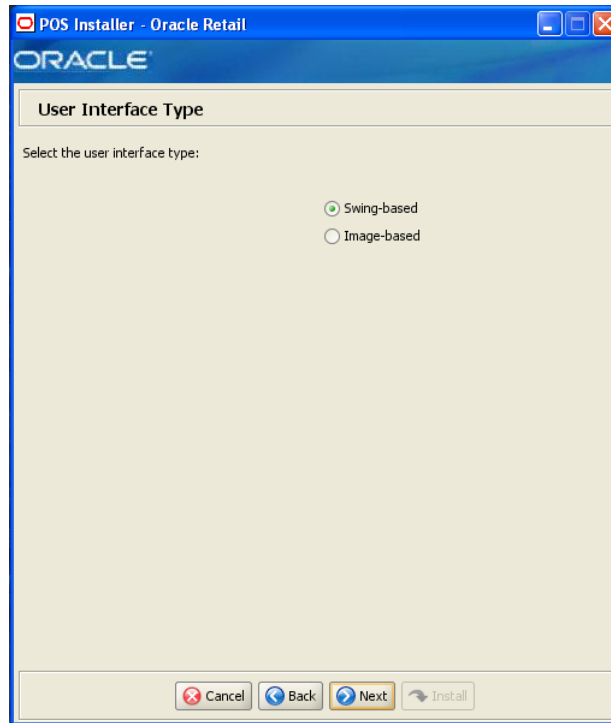 POS Installer - Oracle Retail
ORACLE
User Interface Type
Select the user interface type:
Swing-based
Image-based
Cancel Back Next Install